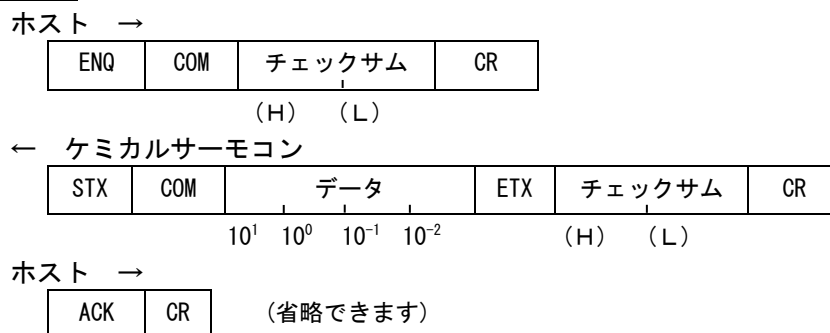 ホスト →
ENQ COM チェックサム CR
(H) (L)
← ケミカルサーモコン
STX COM データ ETX チェックサム CR
10¹ 10⁰ 10⁻¹ 10⁻² (H) (L)
ホスト →
ACK CR (省略できます)